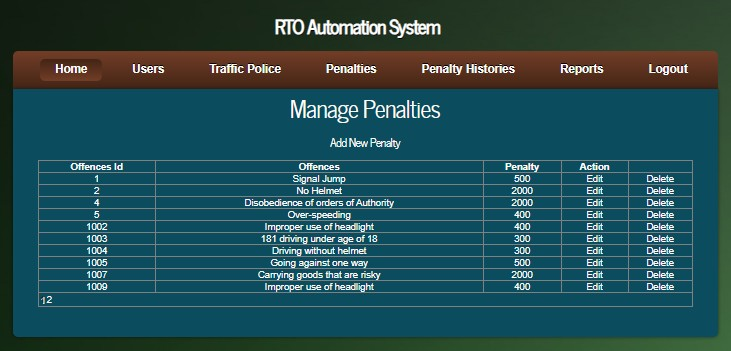 RTO Automation System
Home Users Traffic Police Penalties Penalty Histories Reports Logout
Manage Penalties
Add New Penalty
Offences Id Offences Penalty Action
1 Signal Jump 500 Edit Delete
2 No Helmet 2000 Edit Delete
4 Disobedience of orders of Authority 2000 Edit Delete
5 Over-speeding 400 Edit Delete
1002 Improper use of headlight 400 Edit Delete
1003 181 driving under age of 18 300 Edit Delete
1004 Driving without helmet 300 Edit Delete
1005 Going against one way 500 Edit Delete
1007 Carrying goods that are risky 2000 Edit Delete
1009 Improper use of headlight 400 Edit Delete
12